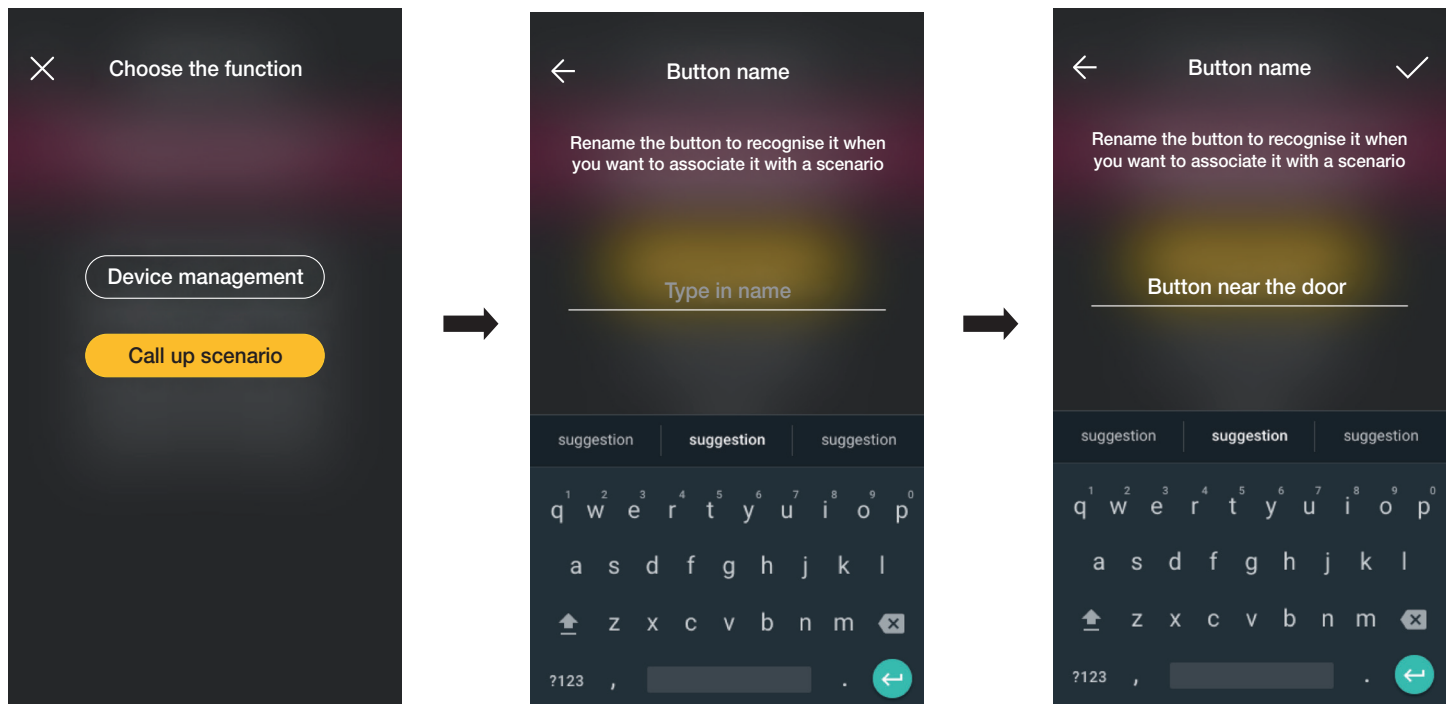 Choose the function
Device management
Call up scenario
Button name
Rename the button to recognise it when
you want to associate it with a scenario
Type in name
suggestion suggestion suggestion
1 2 3 4 5 6 7 8 9 0
q w e r t y u i o p
a s d f g h j k l
z x c v b n m
?123 , .
Button name
Rename the button to recognise it when
you want to associate it with a scenario
Button near the door
suggestion suggestion suggestion
1 2 3 4 5 6 7 8 9 0
q w e r t y u i o p
a s d f g h j k l
z x c v b n m
?123 , .